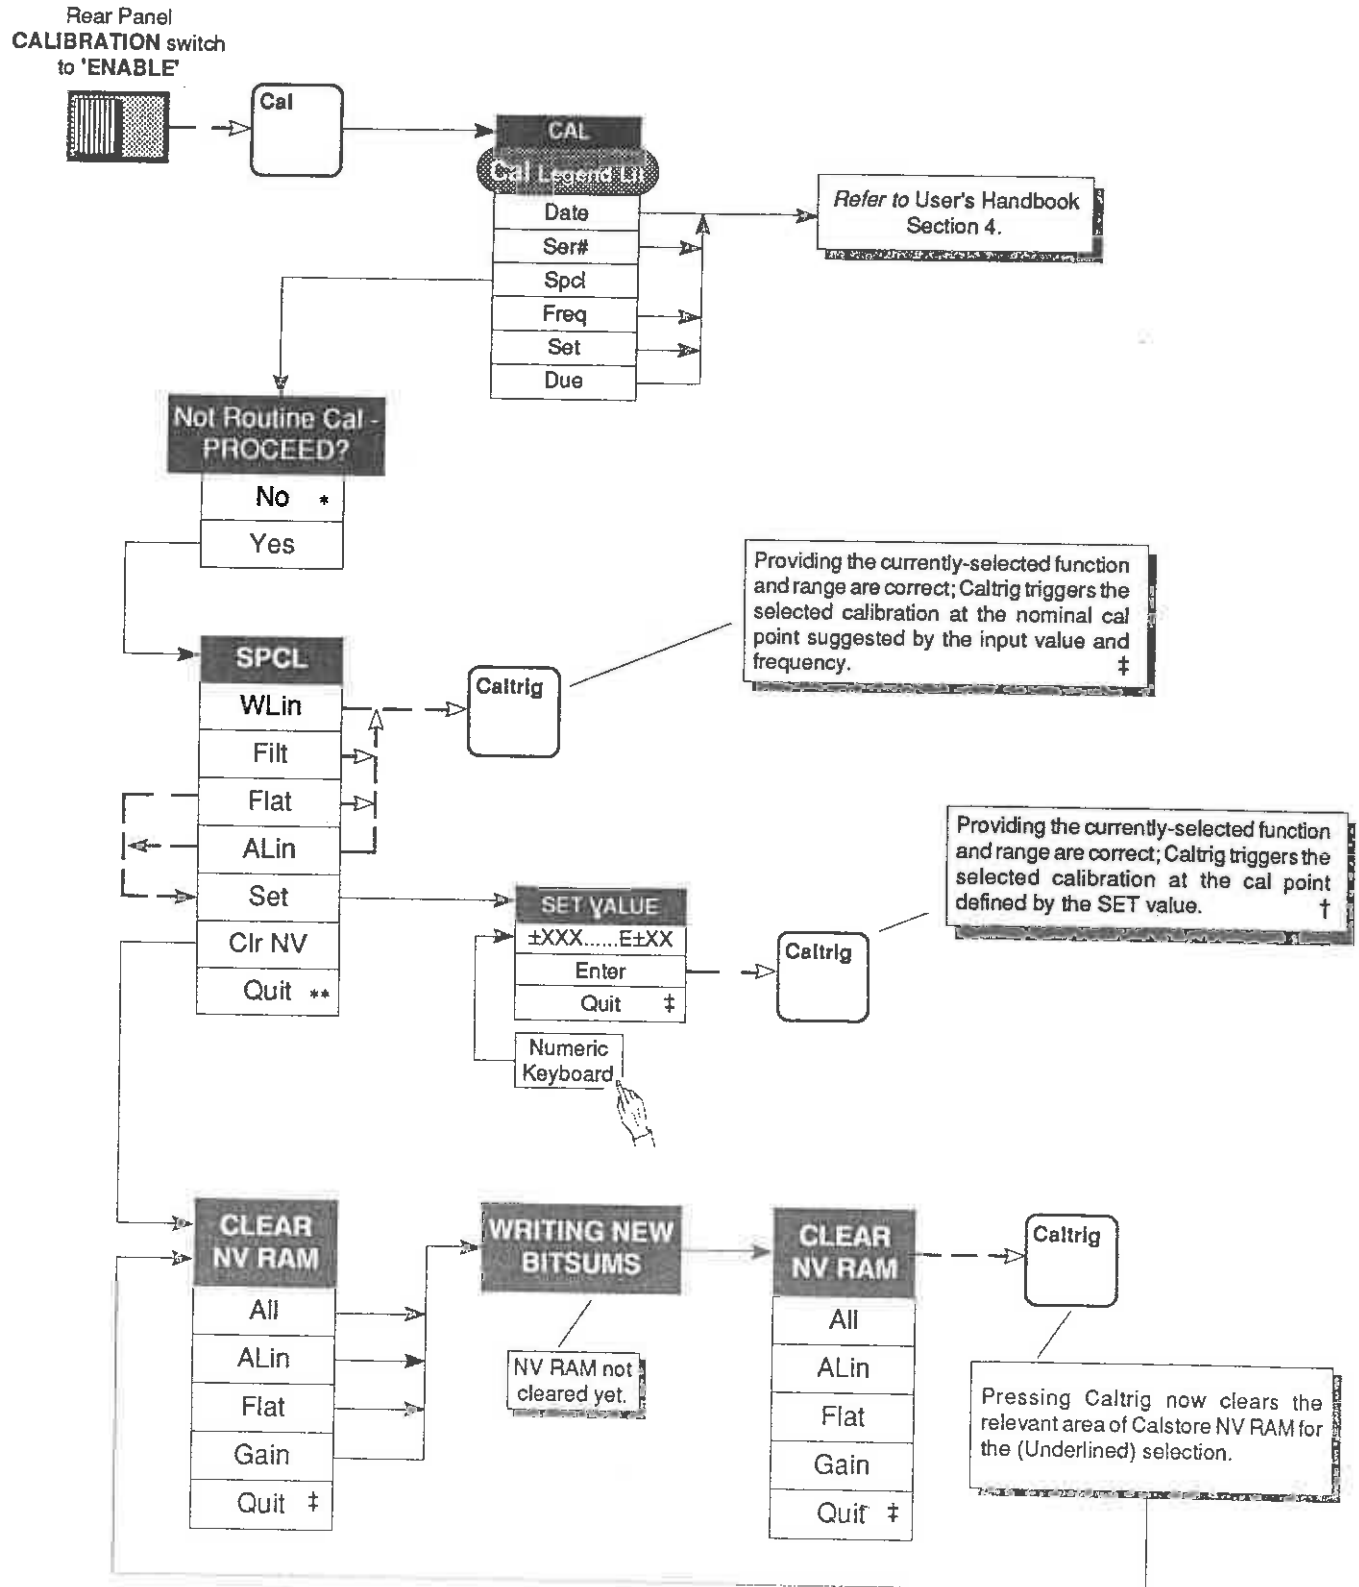 Rear Panel
CALIBRATION switch
to 'ENABLE'
Cal
CAL
Cal Legend Lit
Date
Ser#
Spcl
Freq
Set
Due
Refer to User's Handbook
Section 4.
Not Routine Cal -
PROCEED?
No *
Yes
Providing the currently-selected function
and range are correct; Caltrig triggers the
selected calibration at the nominal cal
point suggested by the input value and
frequency. ‡
SPCL
WLin
Filt
Flat
ALin
Set
Clr NV
Quit **
Caltrig
Providing the currently-selected function
and range are correct; Caltrig triggers the
selected calibration at the cal point
defined by the SET value. †
SET VALUE
±XXX......E±XX
Enter
Quit ‡
Caltrig
Numeric
Keyboard
CLEAR
NV RAM
All
ALin
Flat
Gain
Quit ‡
WRITING NEW
BITSUMS
NV RAM not
cleared yet.
CLEAR
NV RAM
All
ALin
Flat
Gain
Quit ‡
Caltrig
Pressing Caltrig now clears the
relevant area of Calstore NV RAM for
the (Underlined) selection.